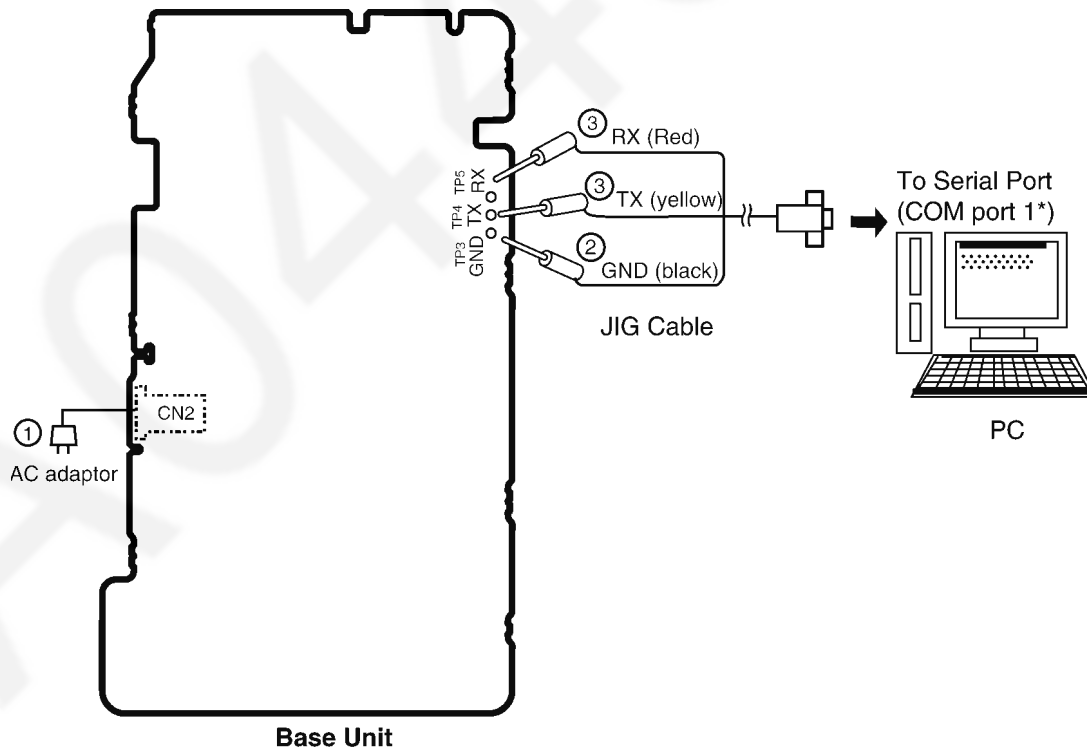 ③ RX (Red)
TP5 RX
③ TX (yellow)
TP4 TX
② GND (black)
TP3 GND
JIG Cable
To Serial Port
(COM port 1*)
PC
CN2
①
AC adaptor
Base Unit